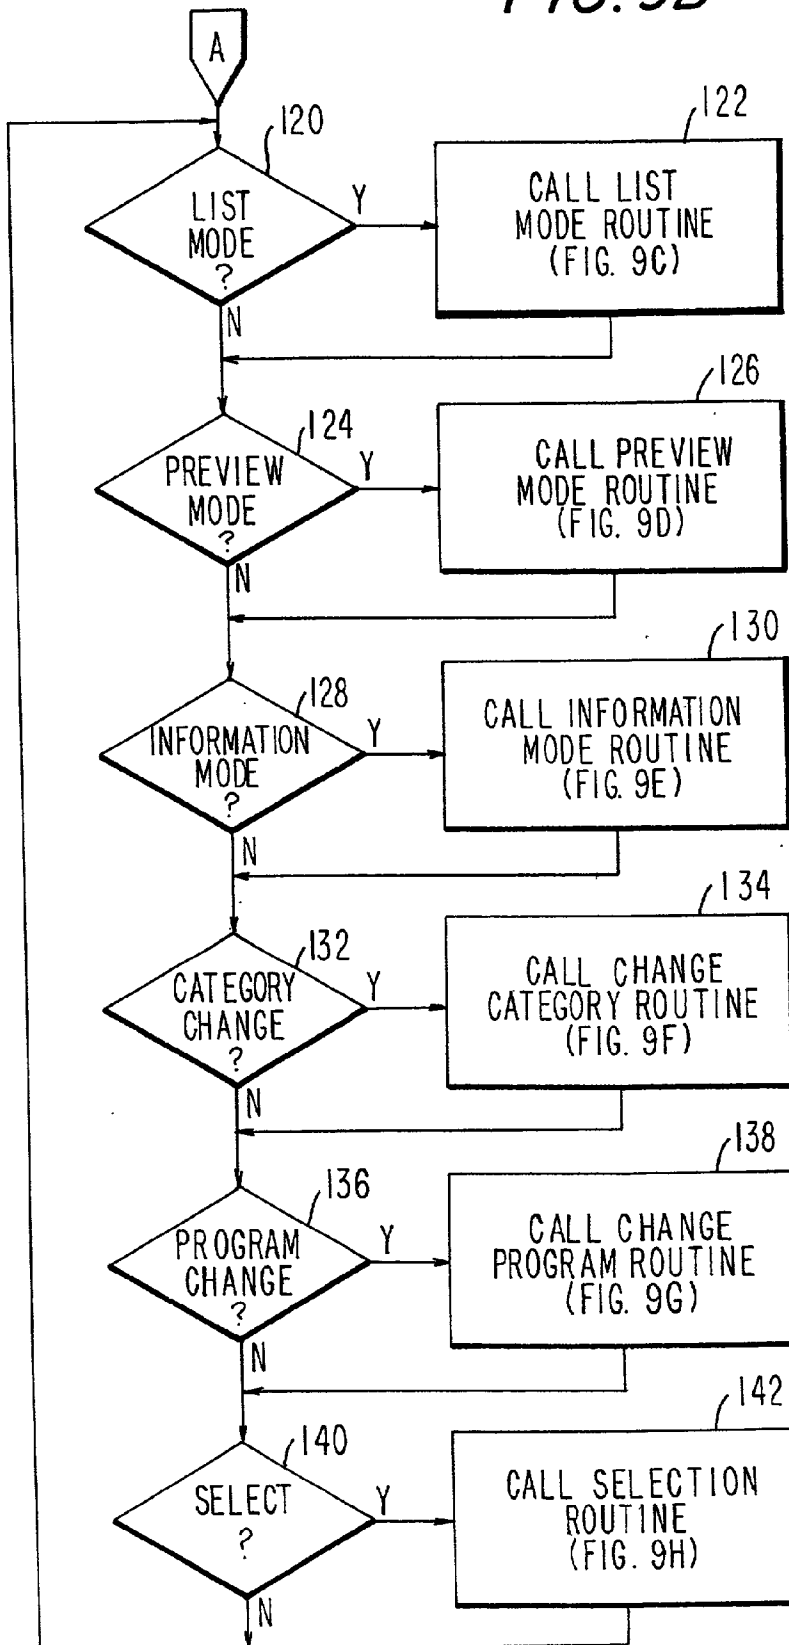 FIG. 9B
A
120
122
LIST
MODE
?
Y
N
CALL LIST
MODE ROUTINE
(FIG. 9C)
124
126
PREVIEW
MODE
?
Y
N
CALL PREVIEW
MODE ROUTINE
(FIG. 9D)
128
130
INFORMATION
MODE
?
Y
N
CALL INFORMATION
MODE ROUTINE
(FIG. 9E)
132
134
CATEGORY
CHANGE
?
Y
N
CALL CHANGE
CATEGORY ROUTINE
(FIG. 9F)
136
138
PROGRAM
CHANGE
?
Y
N
CALL CHANGE
PROGRAM ROUTINE
(FIG. 9G)
140
142
SELECT
?
Y
N
CALL SELECTION
ROUTINE
(FIG. 9H)